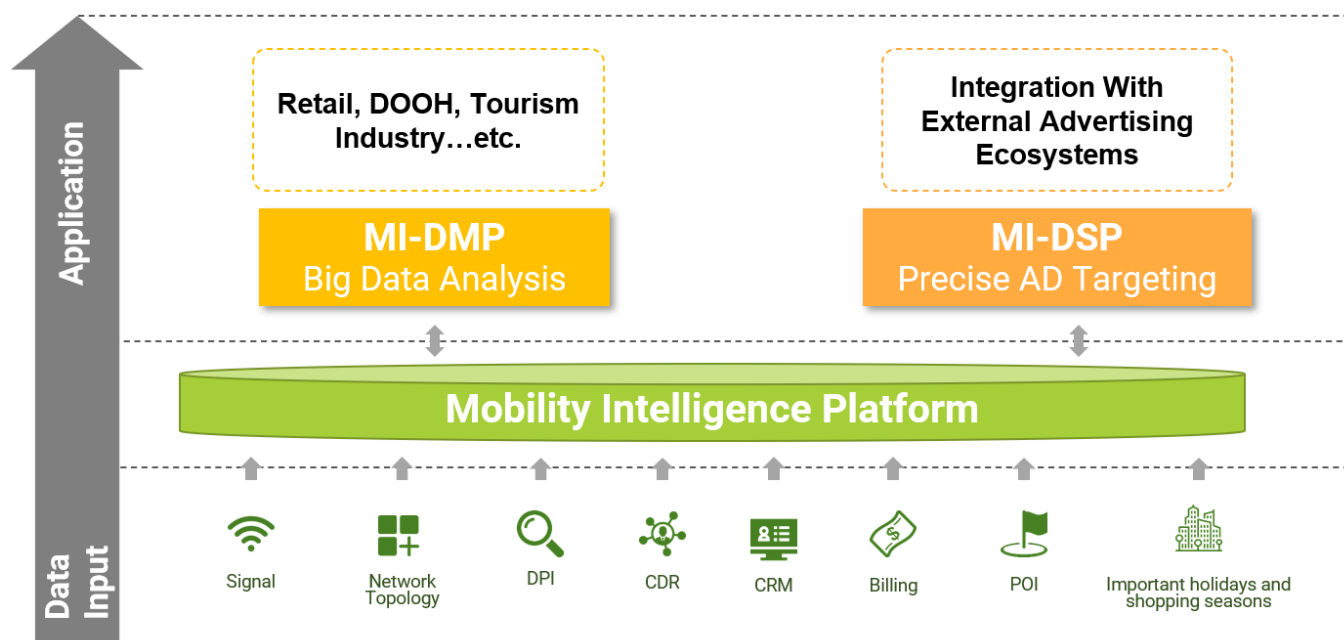 Application
Data
Input
Retail, DOOH, Tourism
Industry…etc.
Integration With
External Advertising
Ecosystems
MI-DMP
Big Data Analysis
MI-DSP
Precise AD Targeting
Mobility Intelligence Platform
Signal
Network
Topology
DPI
CDR
CRM
$
Billing
POI
Important holidays and
shopping seasons